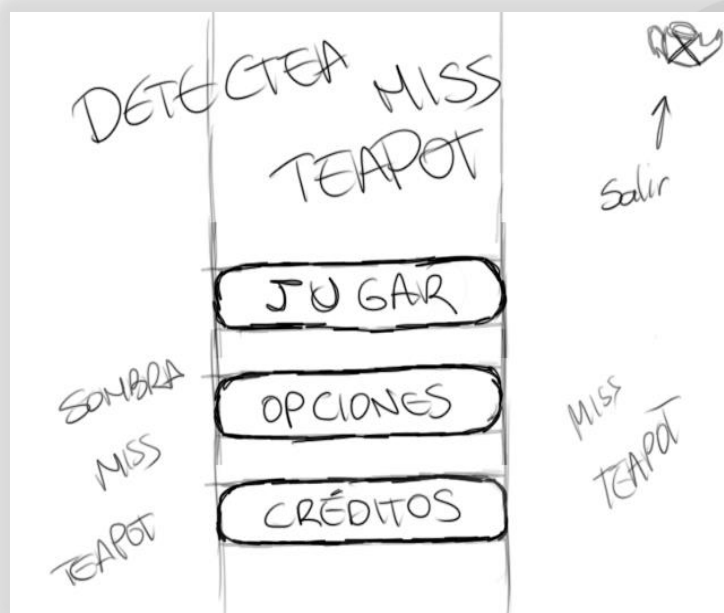 DETECTEA MISS
TEAPOT
Salir
JUGAR
OPCIONES
CRÉDITOS
SOMBRA
MISS
TEAPOT
MISS
TEAPOT